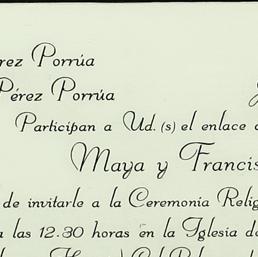 rez Porrúa
Pérez Porrúa
Participan a Ud. (s) el enlace
Maya y Francis
de invitarle a la Ceremonia Relig
a las 12.30 horas en la Iglesia de